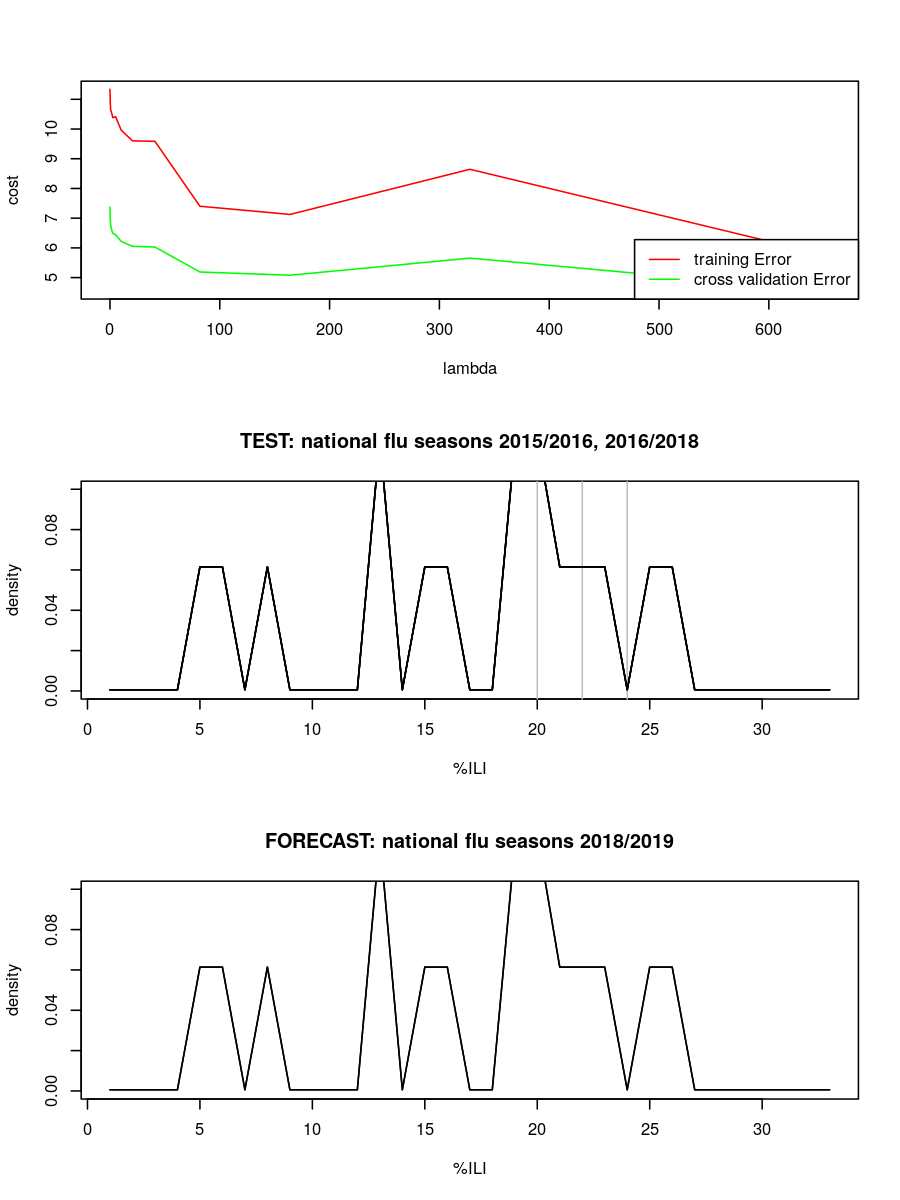 cost
10
9
8
7
6
5
training Error
cross validation Error
0 100 200 300 400 500 600
lambda
TEST: national flu seasons 2015/2016, 2016/2018
density
0.08
0.04
0.00
0 5 10 15 20 25 30
%ILI
FORECAST: national flu seasons 2018/2019
density
0.08
0.04
0.00
0 5 10 15 20 25 30
%ILI